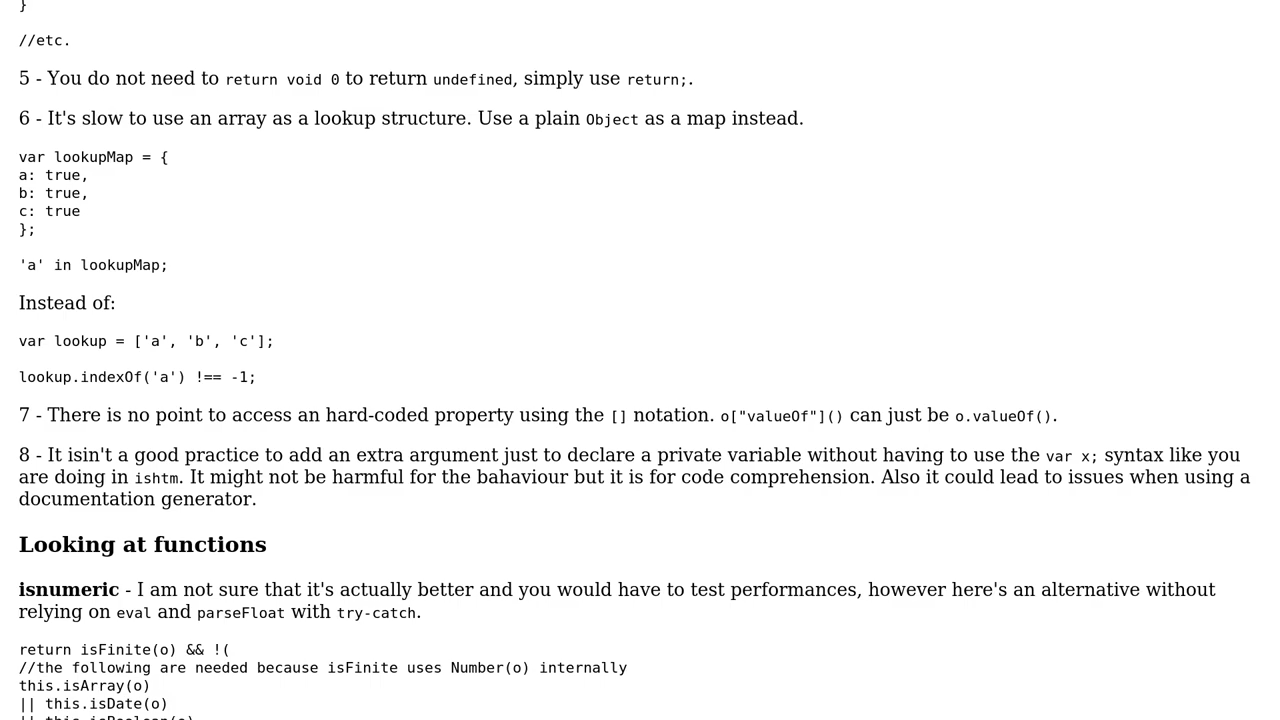 }
//etc.
5 - You do not need to return void 0 to return undefined, simply use return;.
6 - It's slow to use an array as a lookup structure. Use a plain Object as a map instead.
var lookupMap = {
a: true,
b: true,
c: true
};
'a' in lookupMap;
Instead of:
var lookup = ['a', 'b', 'c'];
lookup.indexOf('a') !== -1;
7 - There is no point to access an hard-coded property using the [] notation. o["valueOf"]() can just be o.valueOf().
8 - It isin't a good practice to add an extra argument just to declare a private variable without having to use the var x; syntax like you
are doing in ishtm. It might not be harmful for the bahaviour but it is for code comprehension. Also it could lead to issues when using a
documentation generator.
Looking at functions
isnumeric - I am not sure that it's actually better and you would have to test performances, however here's an alternative without
relying on eval and parseFloat with try-catch.
return isFinite(o) && !(
//the following are needed because isFinite uses Number(o) internally
this.isArray(o)
|| this.isDate(o)
|| this.isBoolean(o)